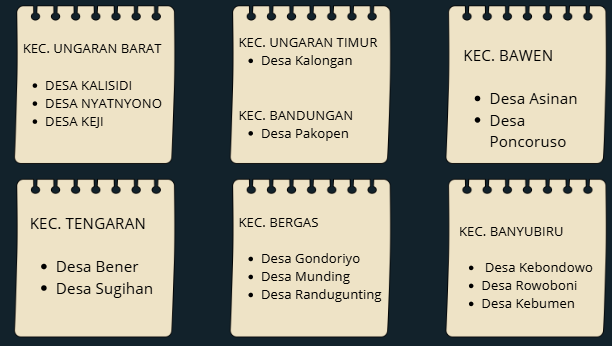 KEC. UNGARAN BARAT
• DESA KALISIDI
• DESA NYATNYONO
• DESA KEJI
KEC. UNGARAN TIMUR
• Desa Kalongan
KEC. BANDUNGAN
• Desa Pakopen
KEC. BAWEN
• Desa Asinan
• Desa
Poncoruso
KEC. TENGARAN
• Desa Bener
• Desa Sugihan
KEC. BERGAS
• Desa Gondoriyo
• Desa Munding
• Desa Randugunting
KEC. BANYUBIRU
• Desa Kebondowo
• Desa Rowoboni
• Desa Kebumen